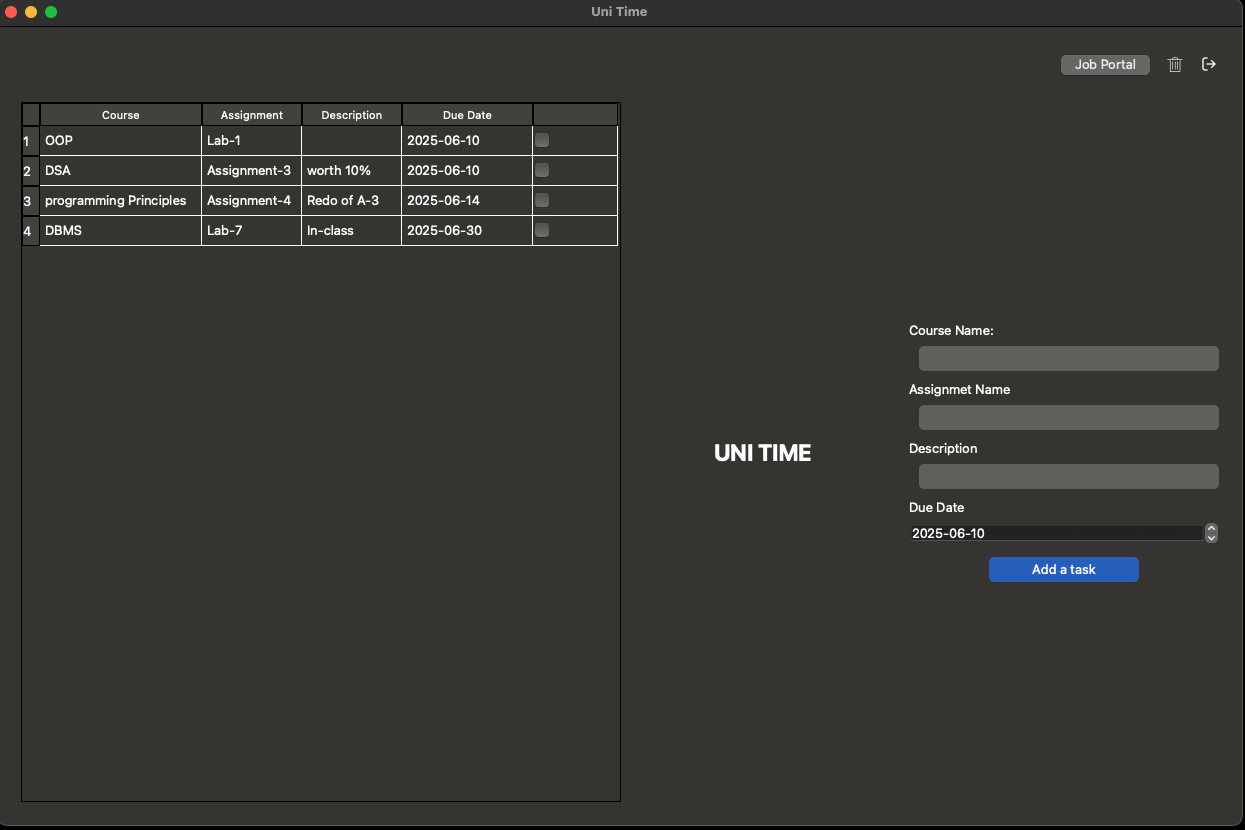 Uni Time
Job Portal
Course Assignment Description Due Date
1 OOP Lab-1 2025-06-10
2 DSA Assignment-3 worth 10% 2025-06-10
3 programming Principles Assignment-4 Redo of A-3 2025-06-14
4 DBMS Lab-7 In-class 2025-06-30
UNI TIME
Course Name:
Assignmet Name
Description
Due Date
2025-06-10
Add a task